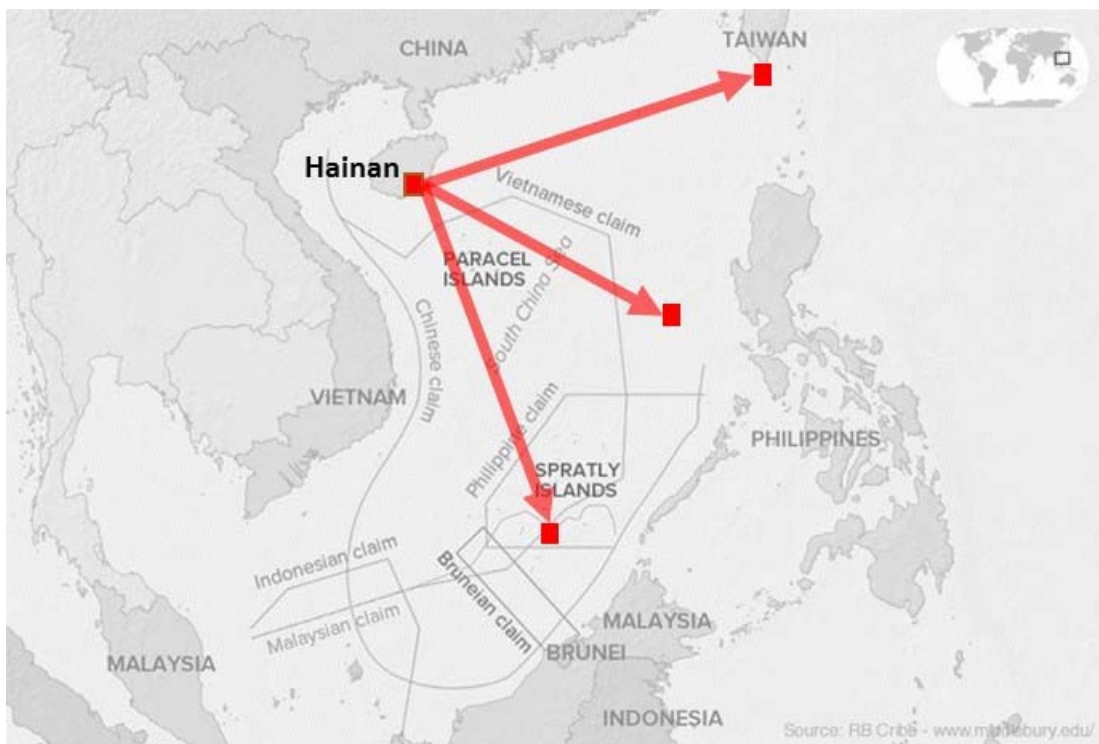 CHINA
TAIWAN
Hainan
Vietnamese claim
PARACEL
ISLANDS
South China Sea
Chinese claim
VIETNAM
Philippine claim
PHILIPPINES
SPRATLY
ISLANDS
Indonesian claim
Malaysian claim
Bruneian claim
MALAYSIA
BRUNEI
MALAYSIA
INDONESIA
Source: RB Cribb - www.middlebury.edu/